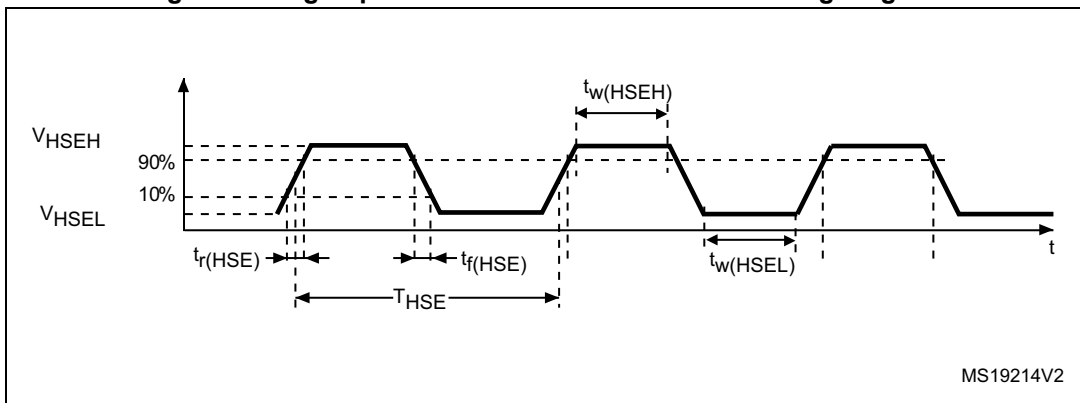 tw(HSEH)
VHSEH
90%
10%
VHSEL
tr(HSE)
tf(HSE)
tw(HSEL)
t
THSE
MS19214V2